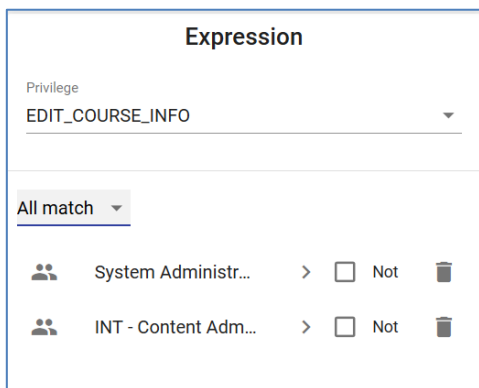 Expression
Privilege
EDIT_COURSE_INFO
All match
System Administr... Not
INT - Content Adm... Not